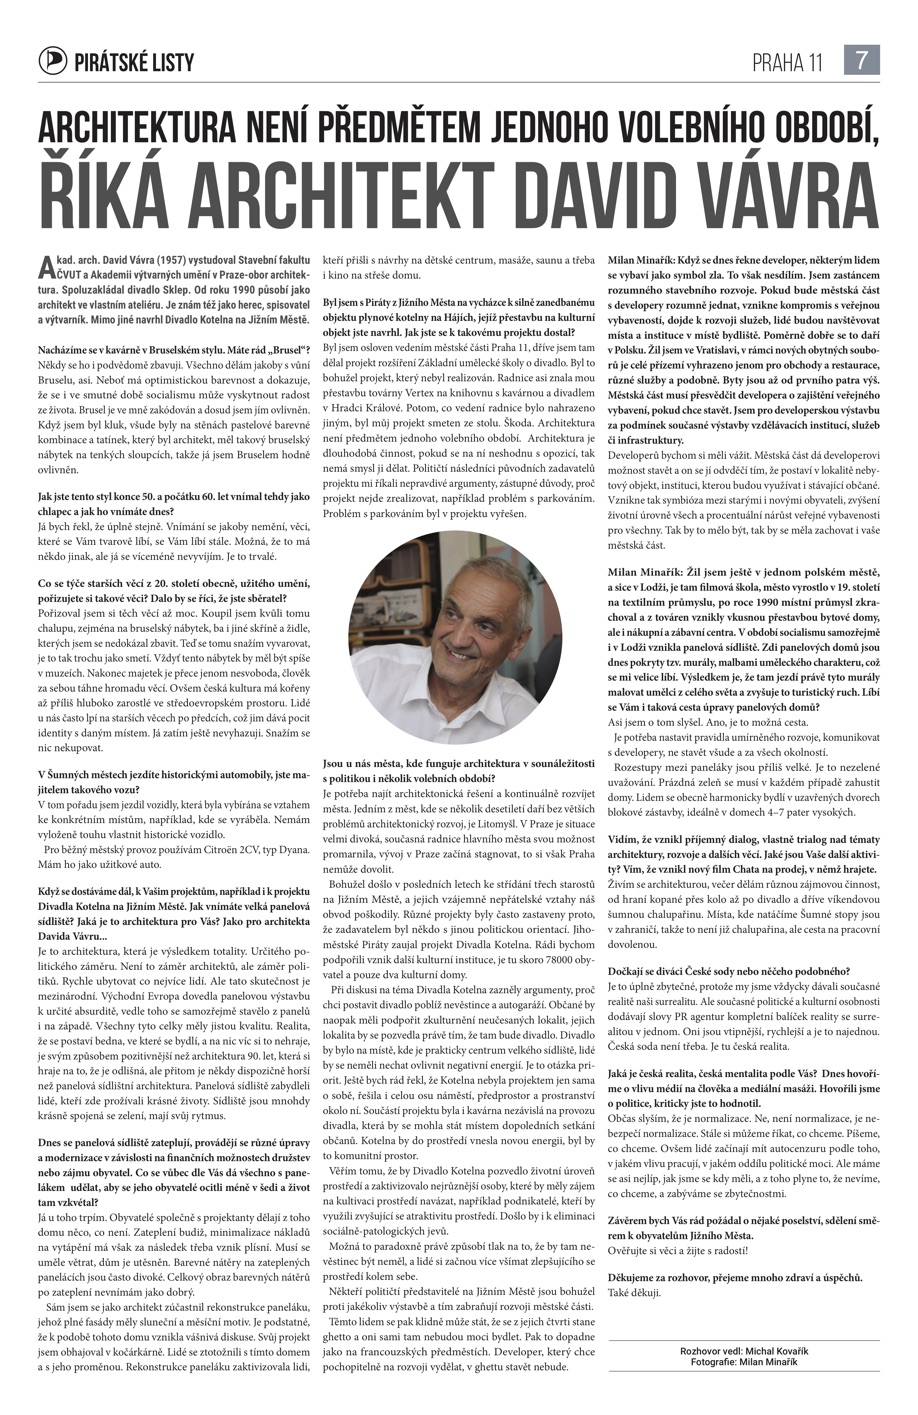 PIRÁTSKÉ LISTY
PRAHA 11
7
ARCHITEKTURA NENÍ PŘEDMĚTEM JEDNOHO VOLEBNÍHO OBDOBÍ,
ŘÍKÁ ARCHITEKT DAVID VÁVRA
Akad. arch. David Vávra (1957) vystudoval Stavební fakultu
ČVUT a Akademii výtvarných umění v Praze-obor architek-
tura. Spoluzakládal divadlo Sklep. Od roku 1990 působí jako
architekt ve vlastním ateliéru. Je znám též jako herec, spisovatel
a výtvarník. Mimo jiné navrhl Divadlo Kotelna na Jižním Městě.
Nacházíme se v kavárně v Bruselském stylu. Máte rád „Brusel“?
Někdy se ho i podvědomě zbavuji. Všechno dělám jakoby s vůní
Bruselu, asi. Neboť má optimistickou barevnost a dokazuje,
že se i ve smutné době socialismu může vyskytnout radost
ze života. Brusel je ve mně zakódován a dosud jsem jím ovlivněn.
Když jsem byl kluk, všude byly na stěnách pastelové barevné
kombinace a tatínek, který byl architekt, měl takový bruselský
nábytek na tenkých sloupcích, takže já jsem Bruselem hodně
ovlivněn.
Jak jste tento styl konce 50. a počátku 60. let vnímal tehdy jako
chlapec a jak ho vnímáte dnes?
Já bych řekl, že úplně stejně. Vnímání se jakoby nemění, věci,
které se Vám tvarově líbí, se Vám líbí stále. Možná, že to má
někdo jinak, ale já se víceméně nevyvíjím. Je to trvalé.
Co se týče starších věcí z 20. století obecně, užitého umění,
pořizujete si takové věci? Dalo by se říci, že jste sběratel?
Pořizoval jsem si těch věcí až moc. Koupil jsem kvůli tomu
chalupu, zejména na bruselský nábytek, ba i jiné skříně a židle,
kterých jsem se nedokázal zbavit. Teď se tomu snažím vyvarovat,
je to tak trochu jako smetí. Vždyť tento nábytek by měl být spíše
v muzeích. Nakonec majetek je přece jenom nesvoboda, člověk
za sebou táhne hromadu věcí. Ovšem česká kultura má kořeny
až příliš hluboko zarostlé ve středoevropském prostoru. Lidé
u nás často lpí na starších věcech po předcích, což jim dává pocit
identity s daným místem. Já zatím ještě nevyhazuji. Snažím se
nic nekupovat.
V Šumných městech jezdíte historickými automobily, jste ma-
jitelem takového vozu?
V tom pořadu jsem jezdil vozidly, která byla vybírána se vztahem
ke konkrétním místům, například, kde se vyráběla. Nemám
vyloženě touhu vlastnit historické vozidlo.
Pro běžný městský provoz používám Citroën 2CV, typ Dyana.
Mám ho jako užitkové auto.
Když se dostáváme dál, k Vašim projektům, například i k projektu
Divadla Kotelna na Jižním Městě. Jak vnímáte velká panelová
sídliště? Jaká je to architektura pro Vás? Jako pro architekta
Davida Vávru...
Je to architektura, která je výsledkem totality. Určitého po-
litického záměru. Není to záměr architektů, ale záměr poli-
tiků. Rychle ubytovat co nejvíce lidí. Ale tato skutečnost je
mezinárodní. Východní Evropa dovedla panelovou výstavbu
k určité absurditě, vedle toho se samozřejmě stavělo z panelů
i na západě. Všechny tyto celky měly jistou kvalitu. Realita,
že se postaví bedna, ve které se bydlí, a na nic víc si to nehraje,
je svým způsobem pozitivnější než architektura 90. let, která si
hraje na to, že je odlišná, ale přitom je někdy dispozičně horší
než panelová sídlištní architektura. Panelová sídliště zabydleli
lidé, kteří zde prožívali krásné životy. Sídliště jsou mnohdy
krásně spojená se zelení, mají svůj rytmus.
Dnes se panelová sídliště zateplují, provádějí se různé úpravy
a modernizace v závislosti na finančních možnostech družstev
nebo zájmu obyvatel. Co se vůbec dle Vás dá všechno s pane-
lákem udělat, aby se jeho obyvatelé ocitli méně v šedi a život
tam vzkvétal?
Já u toho trpím. Obyvatelé společně s projektanty dělají z toho
domu něco, co není. Zateplení budiž, minimalizace nákladů
na vytápění má však za následek třeba vznik plísní. Musí se
uměle větrat, dům je utěsněn. Barevné nátěry na zateplených
panelácích jsou často divoké. Celkový obraz barevných nátěrů
po zateplení nevnímám jako dobrý.
Sám jsem se jako architekt zúčastnil rekonstrukce paneláku,
jehož plné fasády měly sluneční a měsíční motiv. Je podstatné,
že k podobě tohoto domu vznikla vášnivá diskuse. Svůj projekt
jsem obhajoval v kočárkárně. Lidé se ztotožnili s tímto domem
a s jeho proměnou. Rekonstrukce paneláku zaktivizovala lidi,
kteří přišli s návrhy na dětské centrum, masáže, saunu a třeba
i kino na střeše domu.
Byl jsem s Piráty z Jižního Města na vycházce k silně zanedbanému
objektu plynové kotelny na Hájích, jejíž přestavbu na kulturní
objekt jste navrhl. Jak jste se k takovému projektu dostal?
Byl jsem osloven vedením městské části Praha 11, dříve jsem tam
dělal projekt rozšíření Základní umělecké školy o divadlo. Byl to
bohužel projekt, který nebyl realizován. Radnice asi znala mou
přestavbu továrny Vertex na knihovnu s kavárnou a divadlem
v Hradci Králové. Potom, co vedení radnice bylo nahrazeno
jiným, byl můj projekt smeten ze stolu. Škoda. Architektura
není předmětem jednoho volebního období. Architektura je
dlouhodobá činnost, pokud se na ní neshodnu s opozicí, tak
nemá smysl ji dělat. Političtí následníci původních zadavatelů
projektu mi říkali nepravdivé argumenty, zástupné důvody, proč
projekt nejde zrealizovat, například problém s parkováním.
Problém s parkováním byl v projektu vyřešen.
Jsou u nás města, kde funguje architektura v sounáležitosti
s politikou i několik volebních období?
Je potřeba najít architektonická řešení a kontinuálně rozvíjet
města. Jedním z měst, kde se několik desetiletí daří bez větších
problémů architektonický rozvoj, je Litomyšl. V Praze je situace
velmi divoká, současná radnice hlavního města svou možnost
promarnila, vývoj v Praze začíná stagnovat, to si však Praha
nemůže dovolit.
Bohužel došlo v posledních letech ke střídání třech starostů
na Jižním Městě, a jejich vzájemně nepřátelské vztahy náš
obvod poškodily. Různé projekty byly často zastaveny proto,
že zadavatelem byl někdo s jinou politickou orientací. Jiho-
městské Piráty zaujal projekt Divadla Kotelna. Rádi bychom
podpořili vznik další kulturní instituce, je tu skoro 78000 oby-
vatel a pouze dva kulturní domy.
Při diskusi na téma Divadla Kotelna zazněly argumenty, proč
chci postavit divadlo poblíž nevěstince a autogaráží. Občané by
naopak měli podpořit zkulturnění neučesaných lokalit, jejich
lokalita by se pozvedla právě tím, že tam bude divadlo. Divadlo
by bylo na místě, kde je prakticky centrum velkého sídliště, lidé
by se neměli nechat ovlivnit negativní energií. Je to otázka pri-
orit. Ještě bych rád řekl, že Kotelna nebyla projektem jen sama
o sobě, řešila i celou osu náměstí, předprostor a prostranství
okolo ní. Součástí projektu byla i kavárna nezávislá na provozu
divadla, která by se mohla stát místem dopoledních setkání
občanů. Kotelna by do prostředí vnesla novou energii, byl by
to komunitní prostor.
Věřím tomu, že by Divadlo Kotelna pozvedlo životní úroveň
prostředí a zaktivizovalo nejrůznější osoby, které by měly zájem
na kultivaci prostředí navázat, například podnikatelé, kteří by
využili zvyšující se atraktivitu prostředí. Došlo by i k eliminaci
sociálně-patologických jevů.
Možná to paradoxně právě způsobí tlak na to, že by tam ne-
věstinec být neměl, a lidé si začnou více všímat zlepšujícího se
prostředí kolem sebe.
Někteří političtí představitelé na Jižním Městě jsou bohužel
proti jakékoliv výstavbě a tím zabraňují rozvoji městské části.
Těmto lidem se pak klidně může stát, že se z jejich čtvrti stane
ghetto a oni sami tam nebudou moci bydlet. Pak to dopadne
jako na francouzských předměstích. Developer, který chce
pochopitelně na rozvoji vydělat, v ghettu stavět nebude.
Milan Minařík: Když se dnes řekne developer, některým lidem
se vybaví jako symbol zla. To však nesdílím. Jsem zastáncem
rozumného stavebního rozvoje. Pokud bude městská část
s developery rozumně jednat, vznikne kompromis s veřejnou
vybaveností, dojde k rozvoji služeb, lidé budou navštěvovat
místa a instituce v místě bydliště. Poměrně dobře se to daří
v Polsku. Žil jsem ve Vratislavi, v rámci nových obytných soubo-
rů je celé přízemí vyhrazeno jenom pro obchody a restaurace,
různé služby a podobně. Byty jsou až od prvního patra výš.
Městská část musí přesvědčit developera o zajištění veřejného
vybavení, pokud chce stavět. Jsem pro developerskou výstavbu
za podmínek současné výstavby vzdělávacích institucí, služeb
či infrastruktury.
Developerů bychom si měli vážit. Městská část dá developerovi
možnost stavět a on se jí odvděčí tím, že postaví v lokalitě neby-
tový objekt, instituci, kterou budou využívat i stávající občané.
Vznikne tak symbióza mezi starými i novými obyvateli, zvýšení
životní úrovně všech a procentuální nárůst veřejné vybavenosti
pro všechny. Tak by to mělo být, tak by se měla zachovat i vaše
městská část.
Milan Minařík: Žil jsem ještě v jednom polském městě,
a sice v Lodži, je tam filmová škola, město vyrostlo v 19. století
na textilním průmyslu, po roce 1990 místní průmysl zkra-
choval a z továren vznikly vkusnou přestavbou bytové domy,
ale i nákupní a zábavní centra. V období socialismu samozřejmě
i v Lodži vznikla panelová sídliště. Zdi panelových domů jsou
dnes pokryty tzv. murály, malbami uměleckého charakteru, což
se mi velice líbí. Výsledkem je, že tam jezdí právě tyto murály
malovat umělci z celého světa a zvyšuje to turistický ruch. Líbí
se Vám i taková cesta úpravy panelových domů?
Asi jsem o tom slyšel. Ano, je to možná cesta.
Je potřeba nastavit pravidla umírněného rozvoje, komunikovat
s developery, ne stavět všude a za všech okolností.
Rozestupy mezi paneláky jsou příliš velké. Je to nezelené
uvažování. Prázdná zeleň se musí v každém případě zahustit
domy. Lidem se obecně harmonicky bydlí v uzavřených dvorech
blokové zástavby, ideálně v domech 4–7 pater vysokých.
Vidím, že vznikl příjemný dialog, vlastně trialog nad tématy
architektury, rozvoje a dalších věcí. Jaké jsou Vaše další aktivi-
ty? Vím, že vznikl nový film Chata na prodej, v němž hrajete.
Živím se architekturou, večer dělám různou zájmovou činnost,
od hraní kopané přes kolo až po divadlo a dříve víkendovou
šumnou chalupařinu. Místa, kde natáčíme Šumné stopy jsou
v zahraničí, takže to není již chalupařina, ale cesta na pracovní
dovolenou.
Dočkají se diváci České sody nebo něčeho podobného?
Je to úplně zbytečné, protože my jsme vždycky dávali současné
realitě naši surrealitu. Ale současné politické a kulturní osobnosti
dodávají slovy PR agentur kompletní balíček reality se surre-
alitou v jednom. Oni jsou vtipnější, rychlejší a je to najednou.
Česká soda není třeba. Je tu česká realita.
Jaká je česká realita, česká mentalita podle Vás? Dnes hovoří-
me o vlivu médií na člověka a mediální masáži. Hovořili jsme
o politice, kriticky jste to hodnotil.
Občas slyším, že je normalizace. Ne, není normalizace, je ne-
bezpečí normalizace. Stále si můžeme říkat, co chceme. Píšeme,
co chceme. Ovšem lidé začínají mít autocenzuru podle toho,
v jakém vlivu pracují, v jakém oddílu politické moci. Ale máme
se asi nejlíp, jak jsme se kdy měli, a z toho plyne to, že nevíme,
co chceme, a zabýváme se zbytečnostmi.
Závěrem bych Vás rád požádal o nějaké poselství, sdělení smě-
rem k obyvatelům Jižního Města.
Ověřujte si věci a žijte s radostí!
Děkujeme za rozhovor, přejeme mnoho zdraví a úspěchů.
Také děkuji.
Rozhovor vedl: Michal Kovařík
Fotografie: Milan Minařík